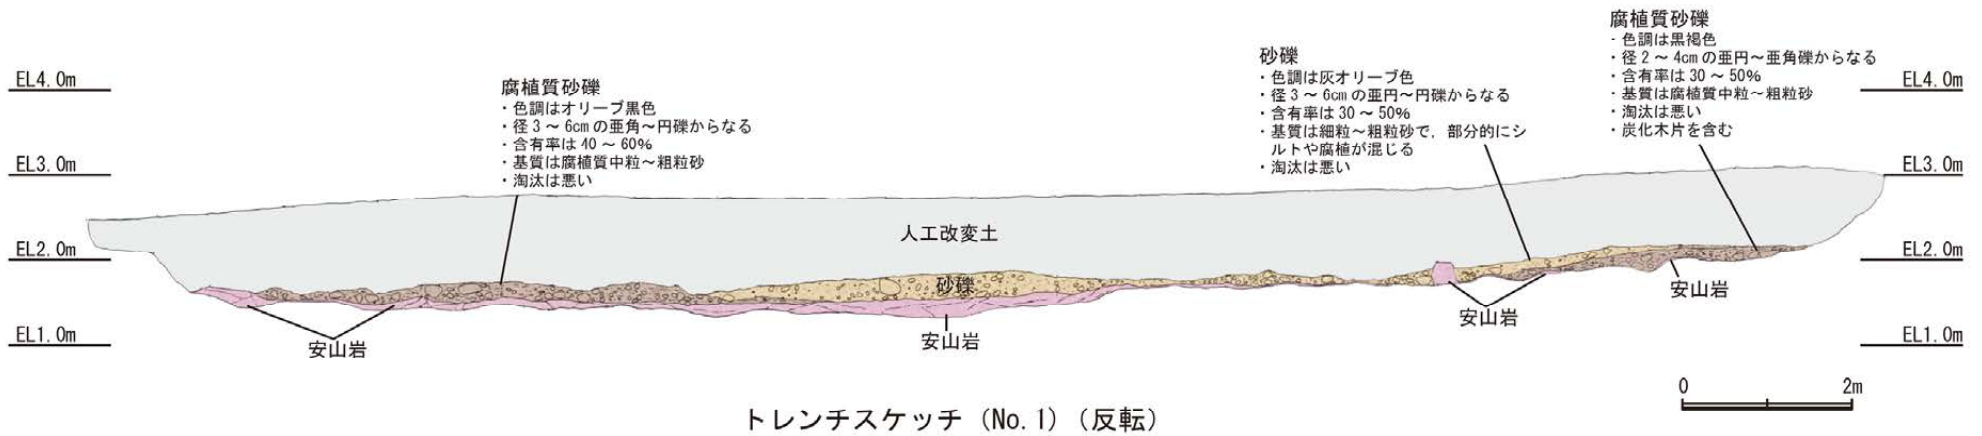 腐植質砂礫
・色調は黒褐色
・径2～4cmの亜円～亜角礫からなる
・含有率は30～50%
・基質は腐植質中粒～粗粒砂
・淘汰は悪い
・炭化木片を含む
砂礫
・色調は灰オリーブ色
・径3～6cmの亜円～円礫からなる
・含有率は30～50%
・基質は細粒～粗粒砂で，部分的にシ
ルトや腐植が混じる
・淘汰は悪い
腐植質砂礫
・色調はオリーブ黒色
・径3～6cmの亜角～円礫からなる
・含有率は40～60%
・基質は腐植質中粒～粗粒砂
・淘汰は悪い
EL4.0m
EL4.0m
EL3.0m
EL3.0m
人工改変土
EL2.0m
EL2.0m
砂礫
安山岩
安山岩
EL1.0m
安山岩
安山岩
EL1.0m
0
2m
トレンチスケッチ（No.1）（反転）